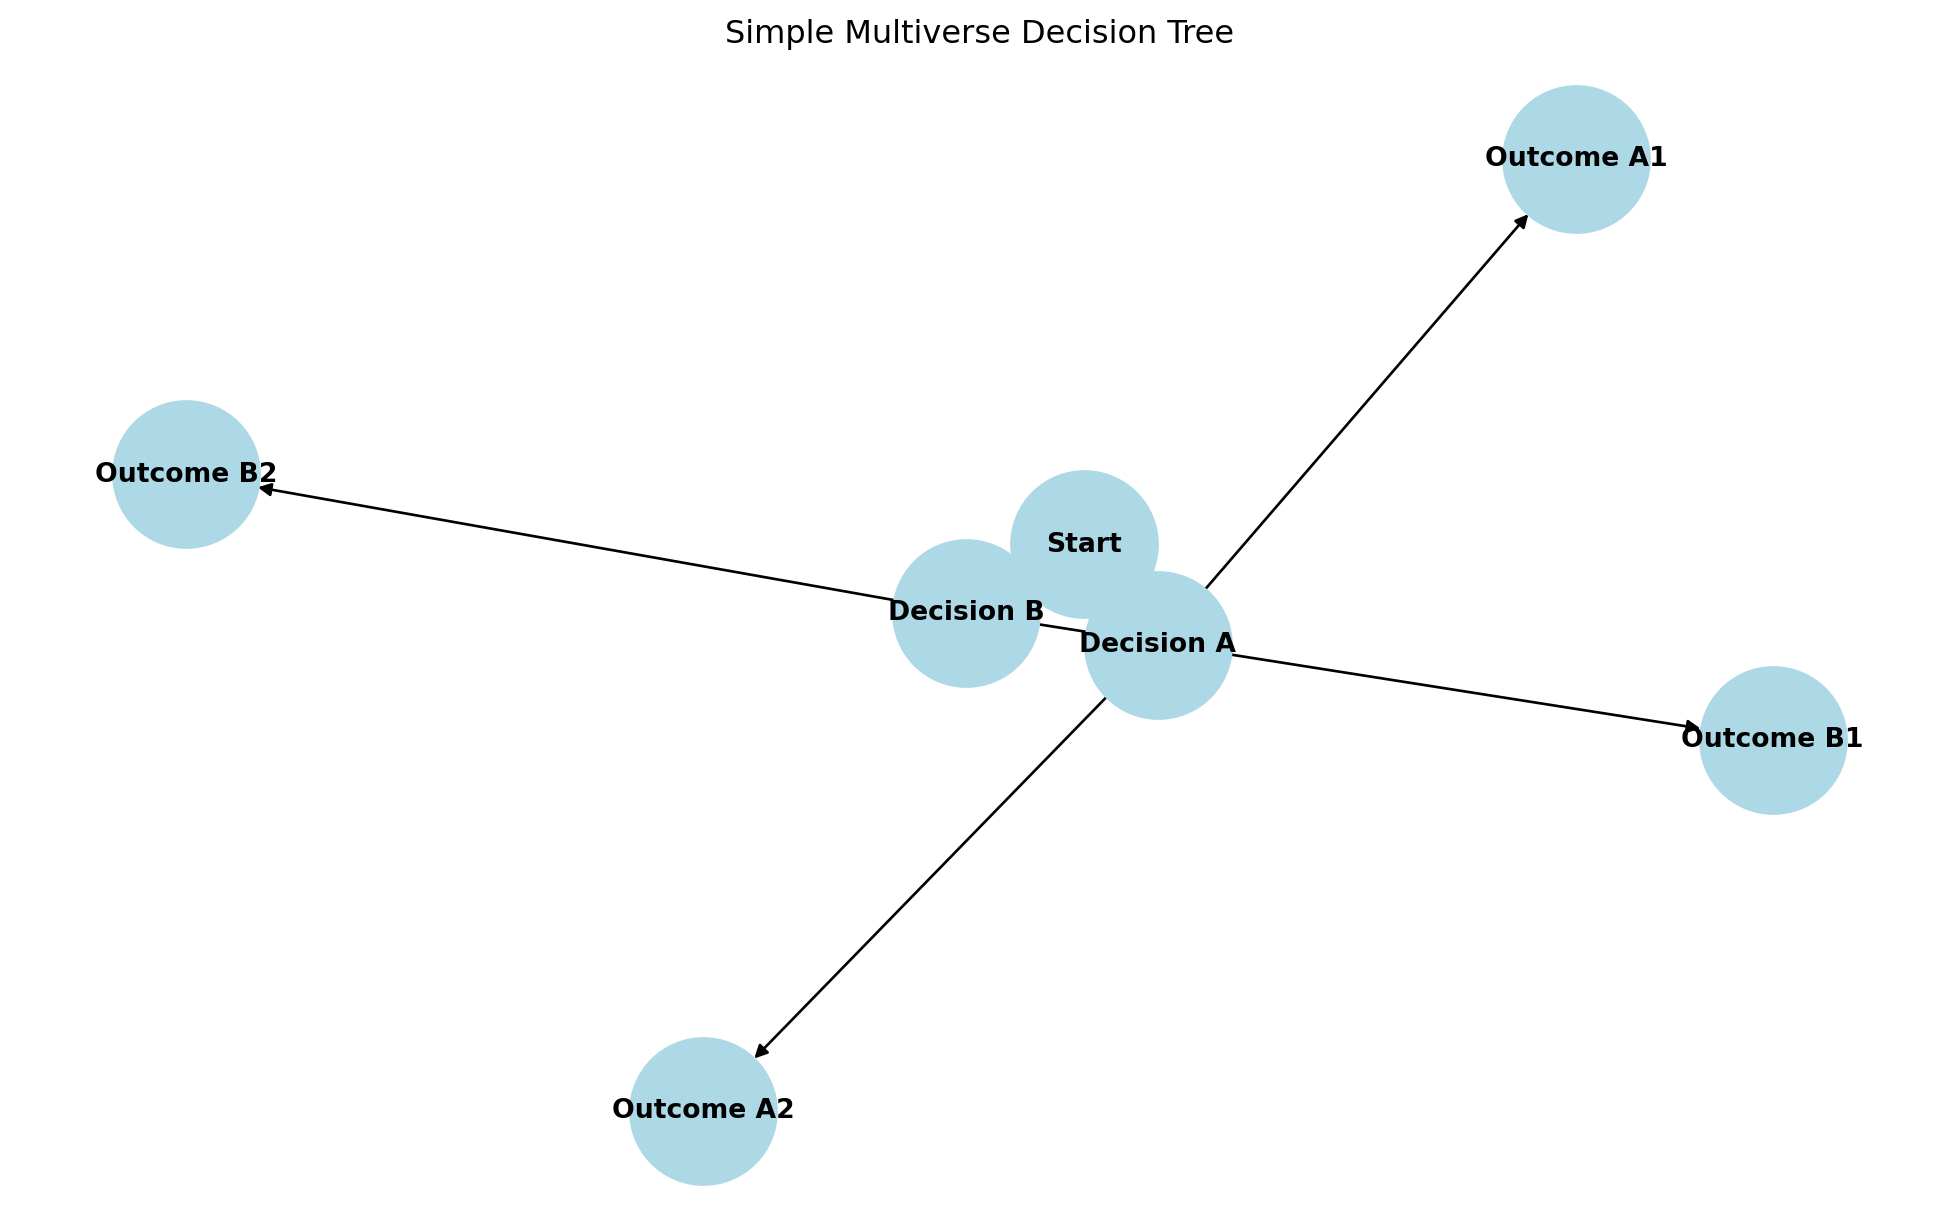 Simple Multiverse Decision Tree
Outcome A1
Outcome B2
Start
Decision B
Decision A
Outcome B1
Outcome A2